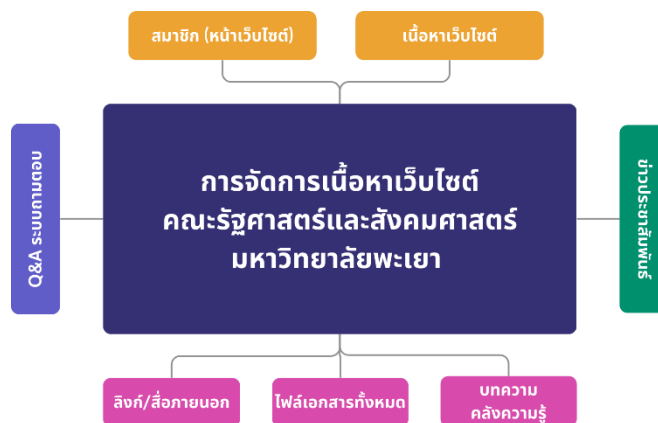 สมาชิก (หน้าเว็บไซต์)
เนื้อหาเว็บไซต์
Q&A ระบบถามตอบ
การจัดการเนื้อหาเว็บไซต์
คณะรัฐศาสตร์และสังคมศาสตร์
มหาวิทยาลัยพะเยา
ข่าวประชาสัมพันธ์
ลิงก์/สื่อภายนอก
ไฟล์เอกสารทั้งหมด
บทความ
คลังความรู้